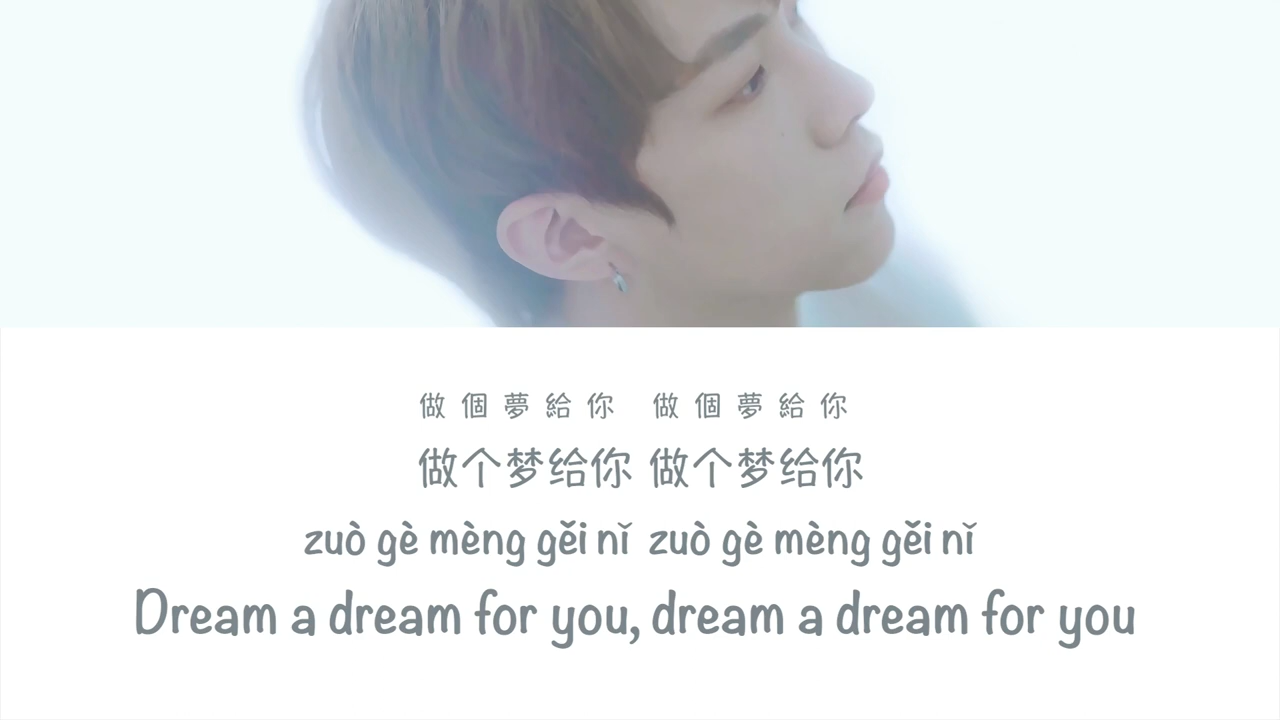 做個夢給你 做個夢給你
做个梦给你 做个梦给你
zuò gè mèng gěi nǐ zuò gè mèng gěi nǐ
Dream a dream for you, dream a dream for you